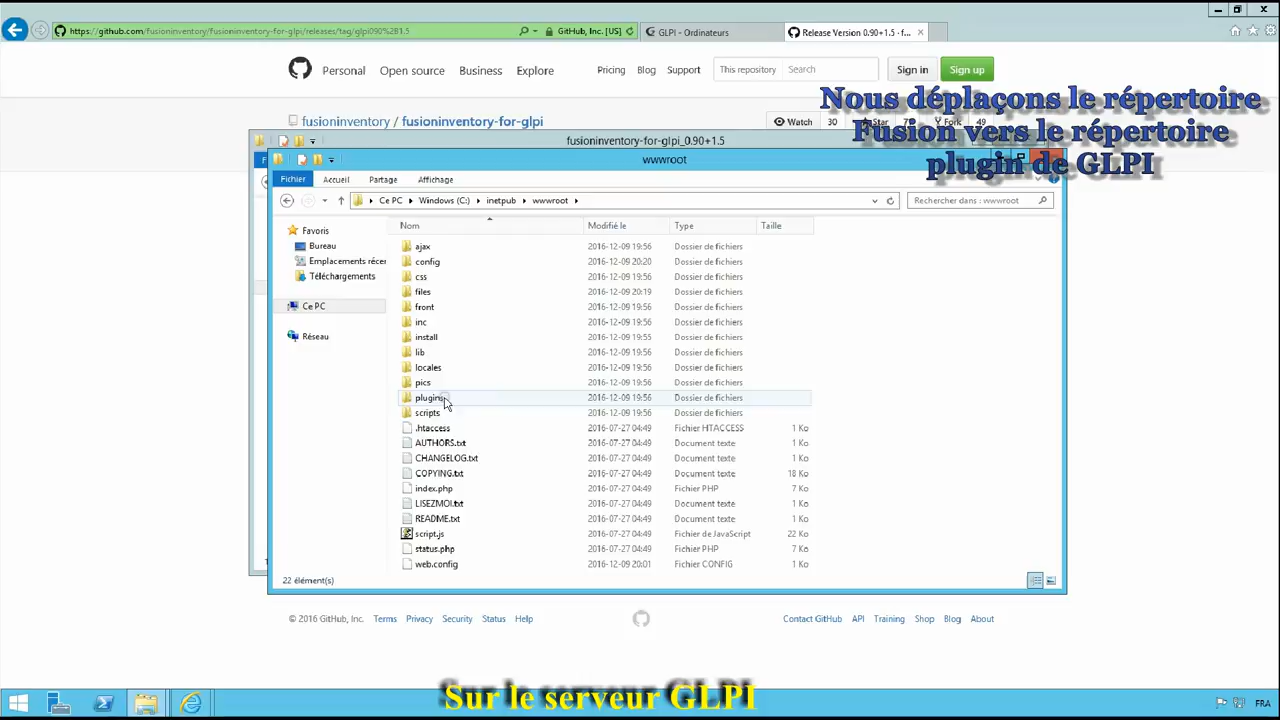 https://github.com/fusioninventory/fusioninventory-for-glpi/releases/tag/glpi090%2B1.5
GitHub, Inc. [US]
GLPI - Ordinateurs
Release Version 0.90+1.5 · f...
Personal Open source Business Explore
Pricing Blog Support
This repository Search
Sign in Sign up
Nous déplaçons le répertoire
Fusion vers le répertoire
plugin de GLPI
fusioninventory / fusioninventory-for-glpi
Watch 30 Star Fork 49
fusioninventory-for-glpi_0.90+1.5
wwwroot
Fichier Accueil Partage Affichage
Ce PC Windows (C:) inetpub wwwroot
Rechercher dans : wwwroot
Favoris
Bureau
Emplacements récer
Téléchargements
Ce PC
Réseau
Nom Modifié le Type Taille
ajax 2016-12-09 19:56 Dossier de fichiers
config 2016-12-09 20:20 Dossier de fichiers
css 2016-12-09 19:56 Dossier de fichiers
files 2016-12-09 20:19 Dossier de fichiers
front 2016-12-09 19:56 Dossier de fichiers
inc 2016-12-09 19:56 Dossier de fichiers
install 2016-12-09 19:55 Dossier de fichiers
lib 2016-12-09 19:56 Dossier de fichiers
locales 2016-12-09 19:56 Dossier de fichiers
pics 2016-12-09 19:56 Dossier de fichiers
plugins 2016-12-09 19:56 Dossier de fichiers
scripts 2016-12-09 19:56 Dossier de fichiers
.htaccess 2016-07-27 04:49 Fichier HTACCESS 1 Ko
AUTHORS.txt 2016-07-27 04:49 Document texte 1 Ko
CHANGELOG.txt 2016-07-27 04:49 Document texte 1 Ko
COPYING.txt 2016-07-27 04:49 Document texte 18 Ko
index.php 2016-07-27 04:49 Fichier PHP 7 Ko
LISEZMOI.txt 2016-07-27 04:49 Document texte 1 Ko
README.txt 2016-07-27 04:49 Document texte 1 Ko
script.js 2016-07-27 04:49 Fichier de JavaScript 22 Ko
status.php 2016-07-27 04:49 Fichier PHP 7 Ko
web.config 2016-12-09 20:01 Fichier CONFIG 1 Ko
22 élément(s)
© 2016 GitHub, Inc. Terms Privacy Security Status Help
Contact GitHub API Training Shop Blog About
Sur le serveur GLPI
FRA